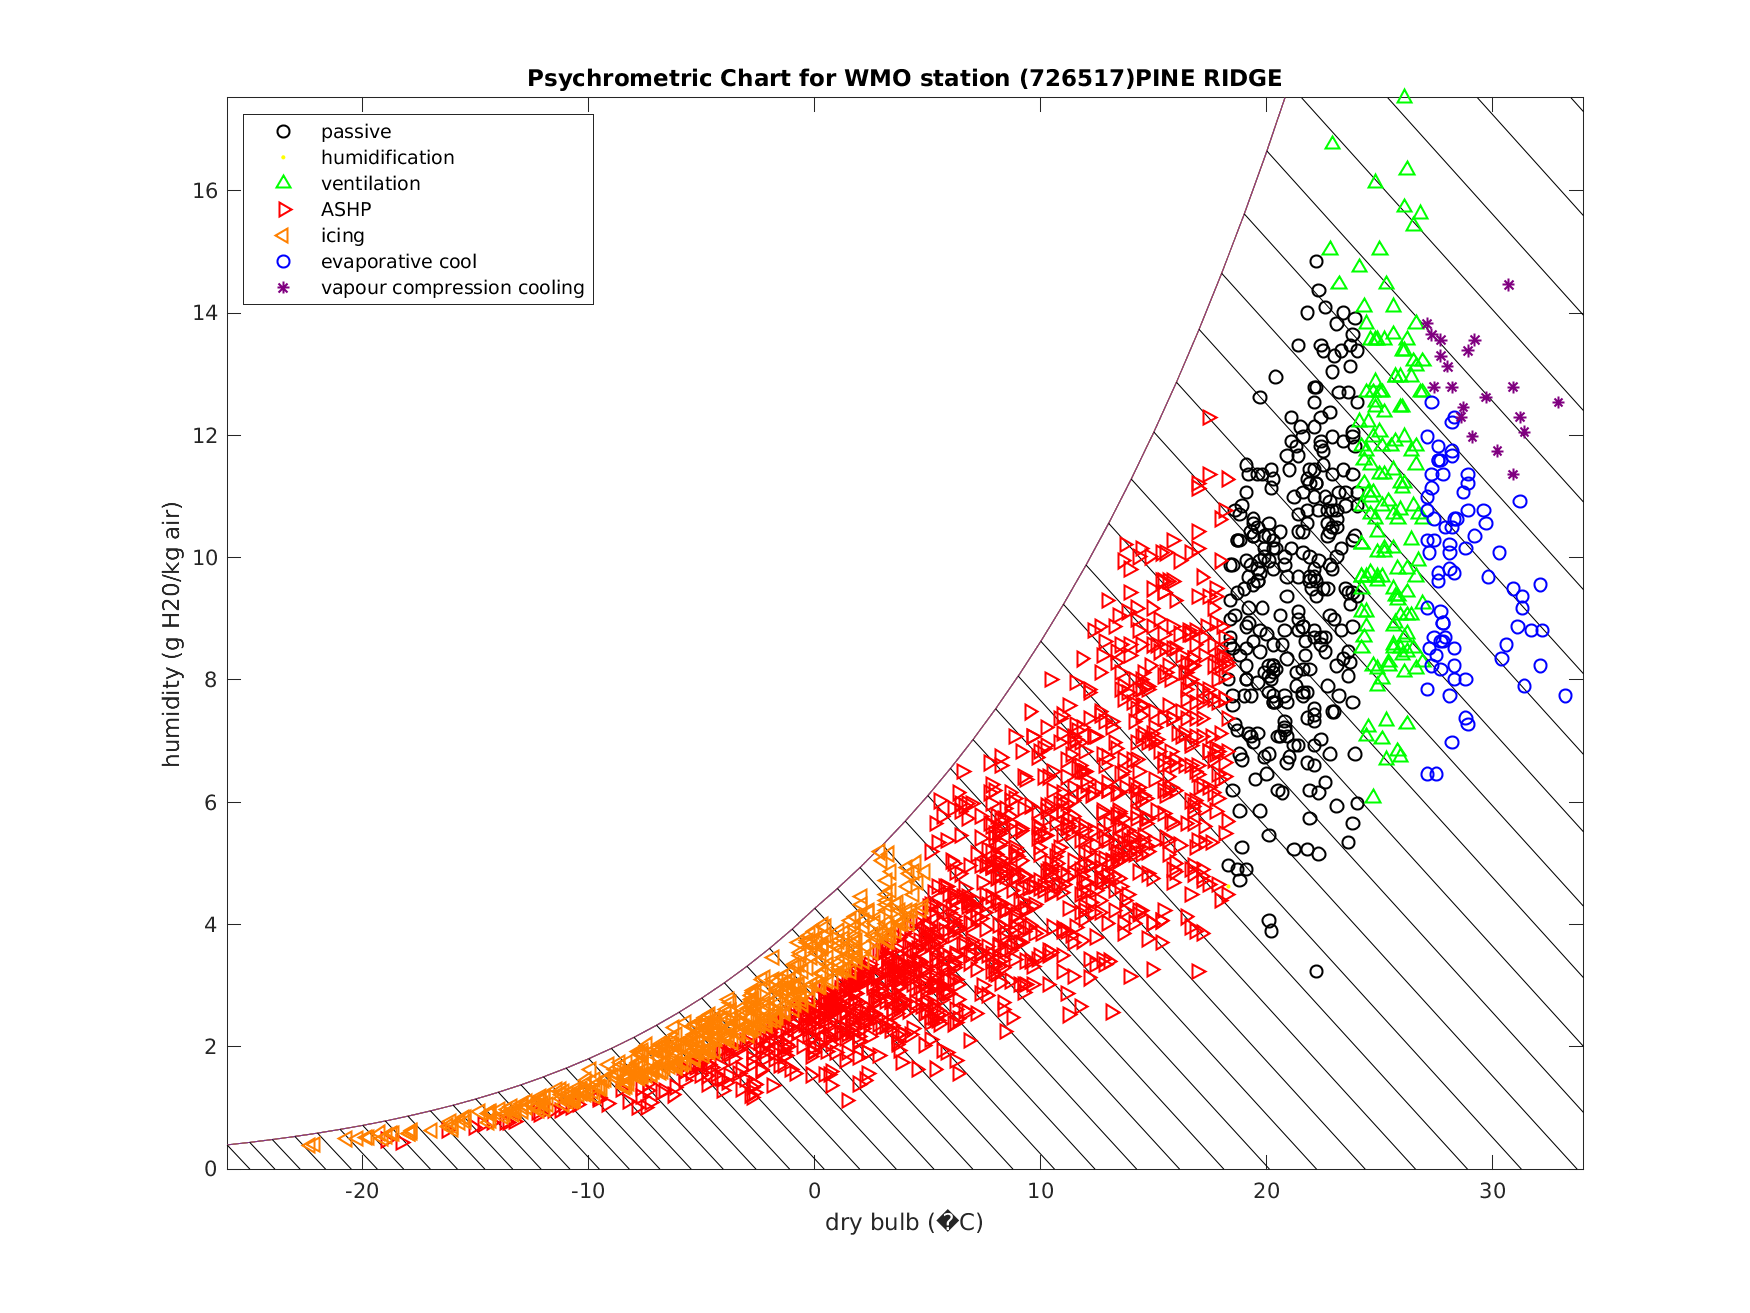 Psychrometric Chart for WMO station (726517)PINE RIDGE
passive
humidification
ventilation
ASHP
icing
evaporative cool
vapour compression cooling
humidity (g H20/kg air)
16
14
12
10
8
6
4
2
0
-20 -10 0 10 20 30
dry bulb (�C)